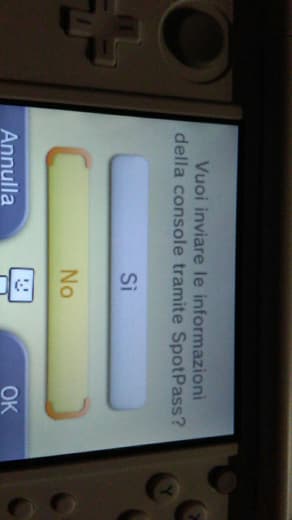 Vuoi inviare le informazioni
della console tramite SpotPass?
Sì
No
Annulla
OK
Y
Y